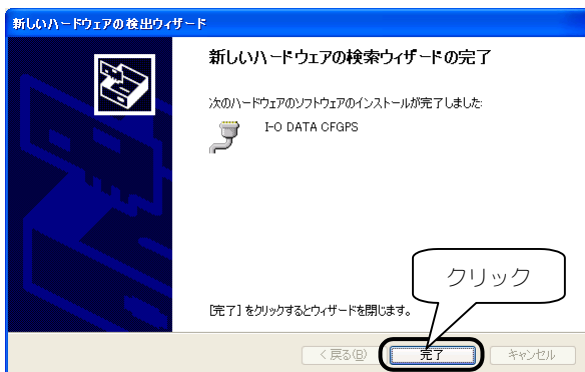 新しいハードウェアの検出ウィザード
新しいハードウェアの検索ウィザードの完了
次のハードウェアのソフトウェアのインストールが完了しました:
I-O DATA CFGPS
クリック
[完了] をクリックするとウィザードを閉じます。
< 戻る(B)
完了
キャンセル